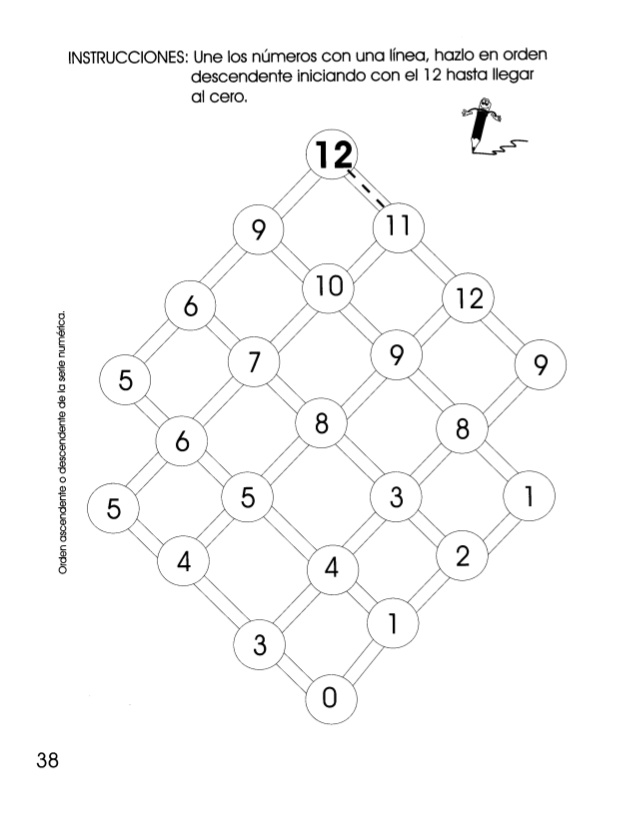 INSTRUCCIONES: Une los números con una línea, hazlo en orden
descendente iniciando con el 12 hasta llegar
al cero.
12
9 11
10
6 12
7 9 9
5
8 8
6
5 5 3 1
4 4 2
1
3
0
Orden ascendente o descendente de la serie numérica.
38